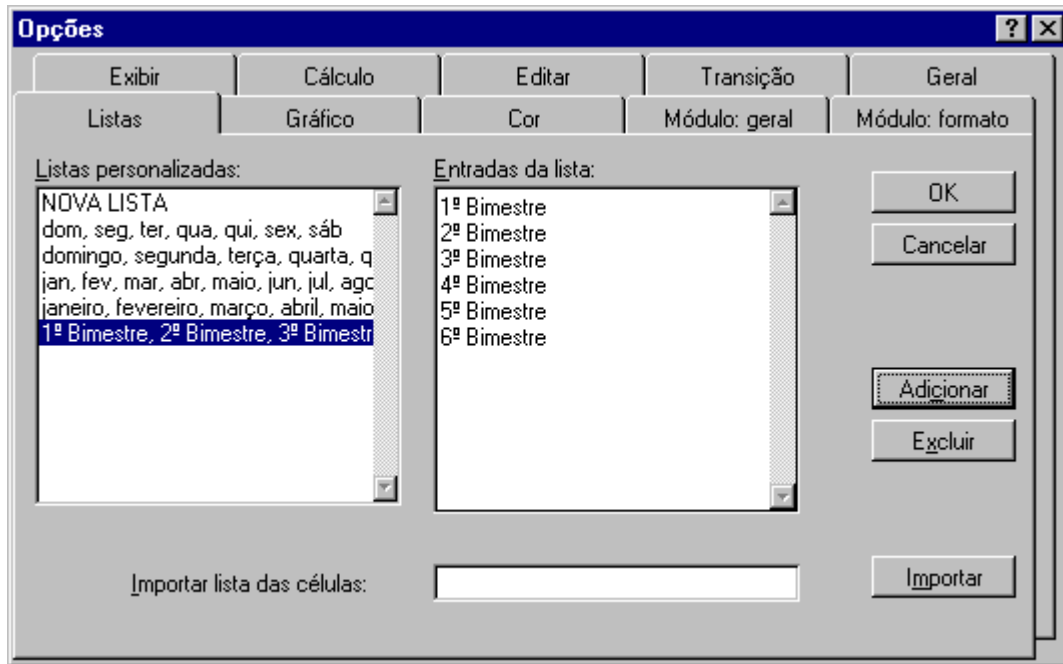 Opções
Exibir Cálculo Editar Transição Geral
Listas Gráfico Cor Módulo: geral Módulo: formato
Listas personalizadas:
NOVA LISTA
dom, seg, ter, qua, qui, sex, sáb
domingo, segunda, terça, quarta, q
jan, fev, mar, abr, maio, jun, jul, ago
janeiro, fevereiro, março, abril, maio
1º Bimestre, 2º Bimestre, 3º Bimestr
Entradas da lista:
1º Bimestre
2º Bimestre
3º Bimestre
4º Bimestre
5º Bimestre
6º Bimestre
OK
Cancelar
Adicionar
Excluir
Importar lista das células:
Importar